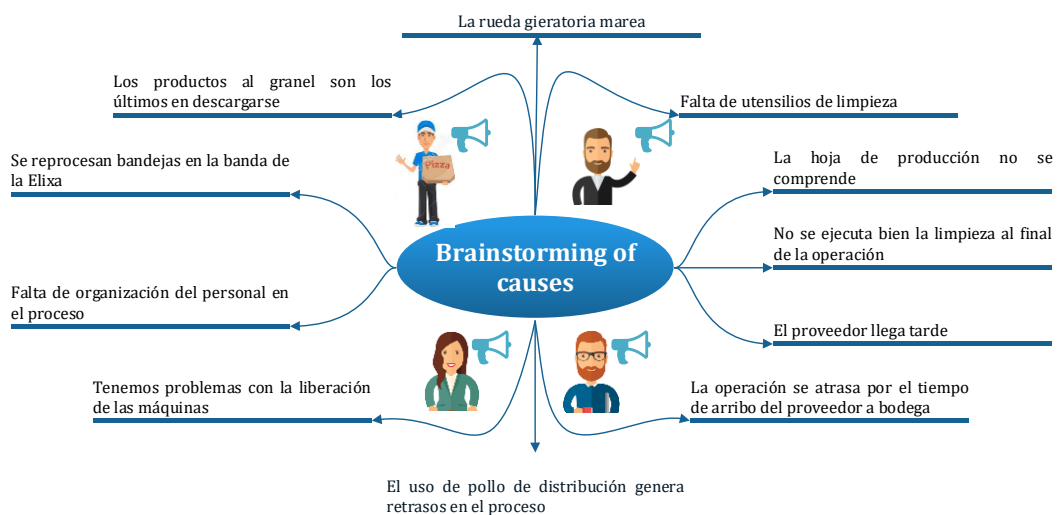 La rueda gieratoria marea
Los productos al granel son los
últimos en descargarse
Falta de utensilios de limpieza
Se reprocesan bandejas en la banda de
la Elixa
La hoja de producción no se
comprende
Pizza
Brainstorming of
causes
No se ejecuta bien la limpieza al final
de la operación
Falta de organización del personal en
el proceso
El proveedor llega tarde
Tenemos problemas con la liberación
de las máquinas
La operación se atrasa por el tiempo
de arribo del proveedor a bodega
El uso de pollo de distribución genera
retrasos en el proceso